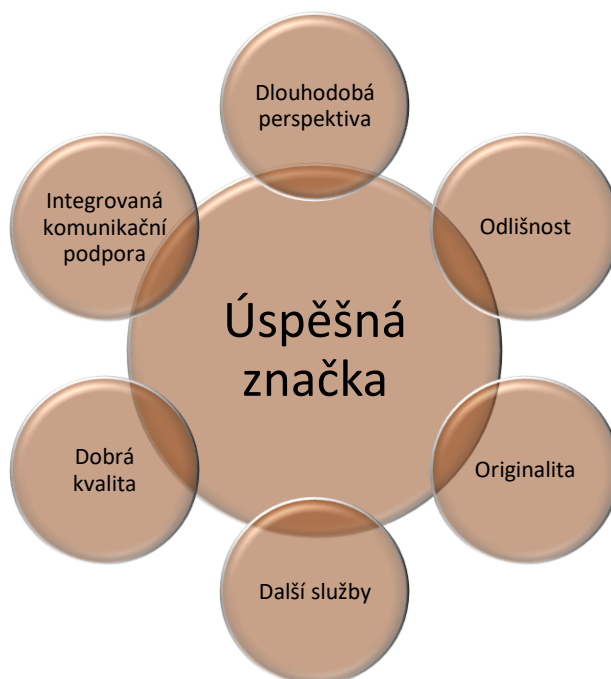 Dlouhodobá
perspektiva
Integrovaná
komunikační
podpora
Odlišnost
Úspěšná
značka
Dobrá
kvalita
Originalita
Další služby